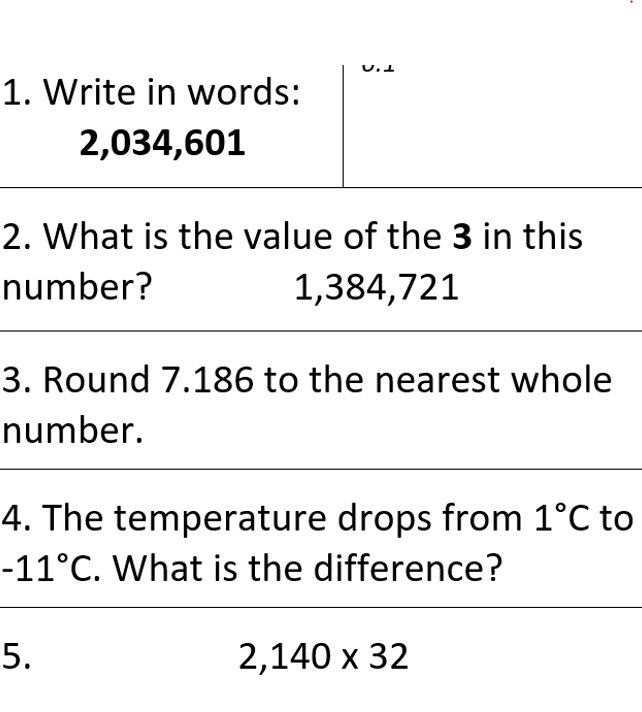 1. Write in words:
2,034,601
2. What is the value of the 3 in this
number? 1,384,721
3. Round 7.186 to the nearest whole
number.
4. The temperature drops from 1°C to
-11°C. What is the difference?
5. 2,140 x 32